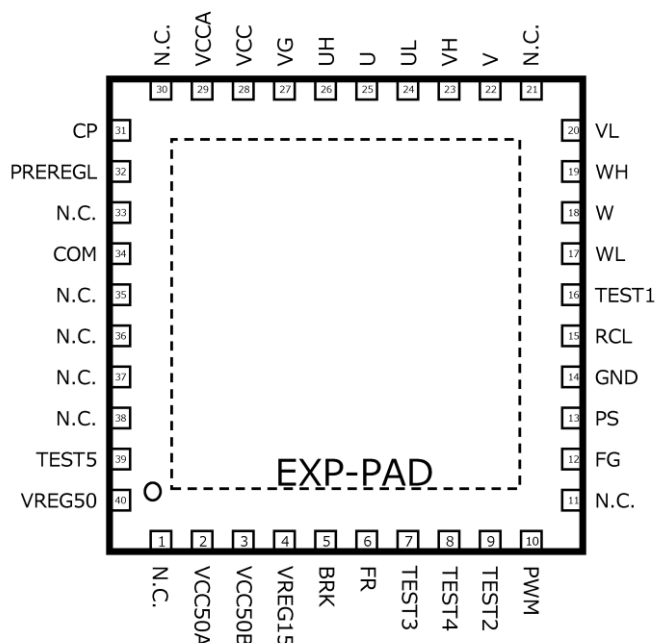 N.C. VCCA VCC VG UH U UL VH V N.C.
30 29 28 27 26 25 24 23 22 21
CP 31
PREREGL 32
N.C. 33
COM 34
N.C. 35
N.C. 36
N.C. 37
N.C. 38
TEST5 39
VREG50 40
20 VL
19 WH
18 W
17 WL
16 TEST1
15 RCL
14 GND
13 PS
12 FG
11 N.C.
EXP-PAD
1 2 3 4 5 6 7 8 9 10
N.C. VCC50A VCC50B VREG15 BRK FR TEST3 TEST4 TEST2 PWM